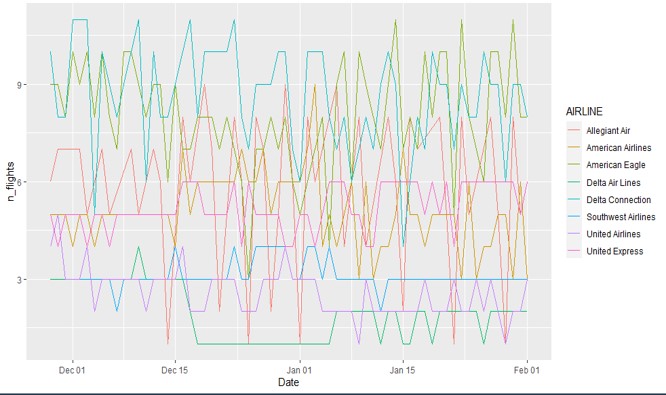 9
6
3
n_flights
Dec 01
Dec 15
Jan 01
Jan 15
Feb 01
Date
AIRLINE
Allegiant Air
American Airlines
American Eagle
Delta Air Lines
Delta Connection
Southwest Airlines
United Airlines
United Express